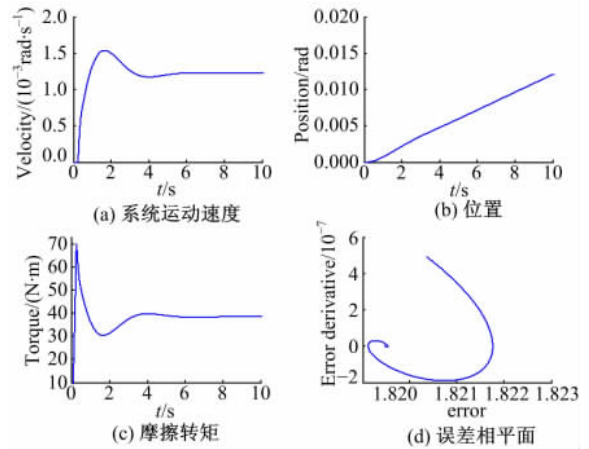 2.0
1.5
1.0
0.5
0.0
Velocity/(10⁻³rad·s⁻¹)
0 2 4 6 8 10
t/s
(a) 系统运动速度
0.020
0.015
0.010
0.005
0.000
Position/rad
0 2 4 6 8 10
t/s
(b) 位置
70
60
50
40
30
20
10
Torque/(N·m)
0 2 4 6 8 10
t/s
(c) 摩擦转矩
6
4
2
0
−2
Error derivative/10⁻⁷
1.820 1.821 1.822 1.823
error
(d) 误差相平面